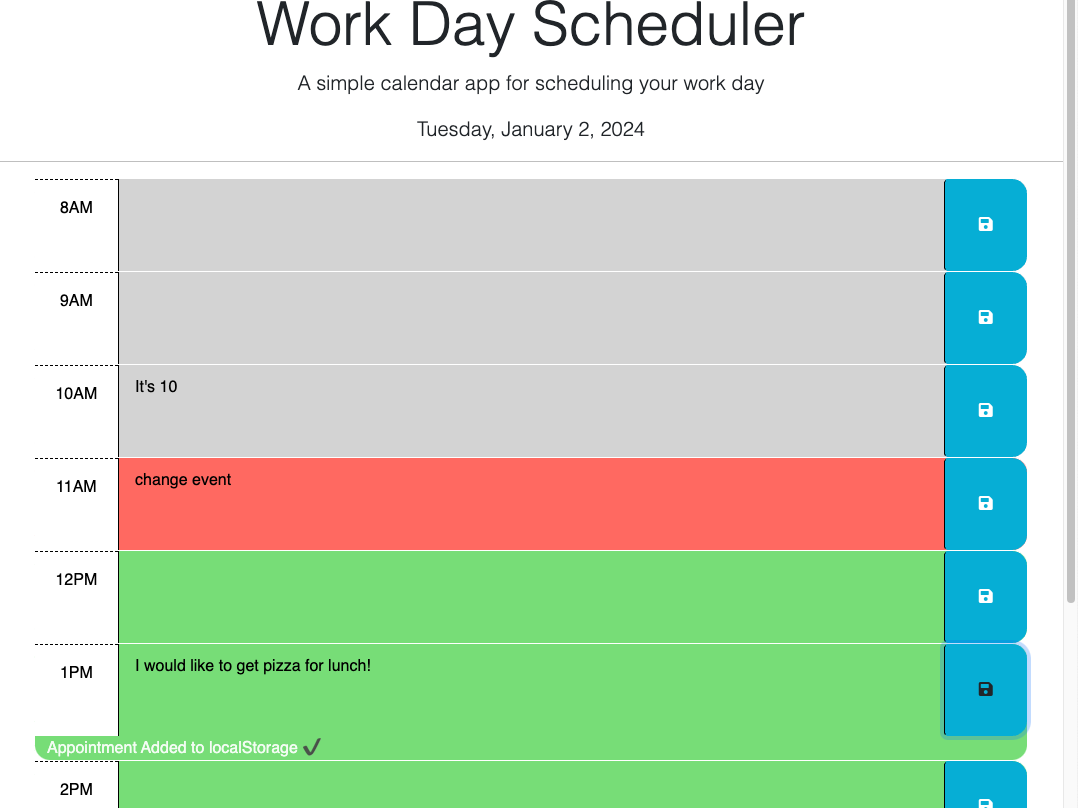 Work Day Scheduler
A simple calendar app for scheduling your work day
Tuesday, January 2, 2024
8AM
9AM
10AM It's 10
11AM change event
12PM
1PM I would like to get pizza for lunch!
Appointment Added to localStorage ✔
2PM